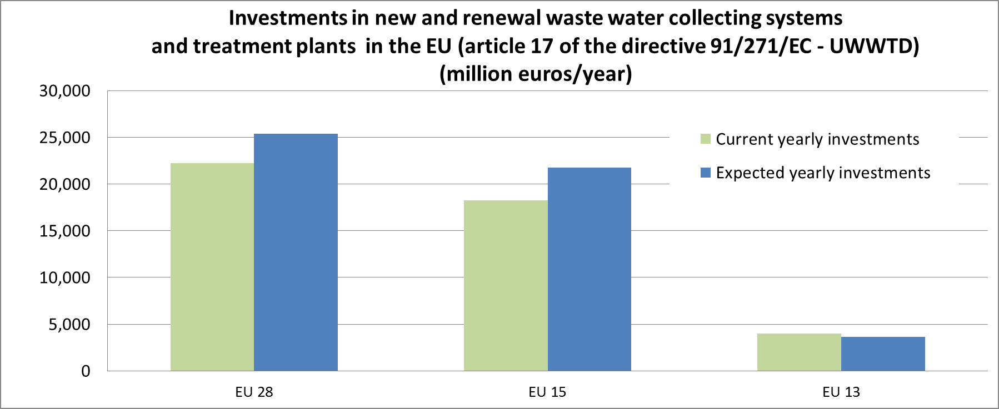 Investments in new and renewal waste water collecting systems
and treatment plants in the EU (article 17 of the directive 91/271/EC - UWWTD)
(million euros/year)
30,000
25,000
20,000
15,000
10,000
5,000
0
Current yearly investments
Expected yearly investments
EU 28
EU 15
EU 13